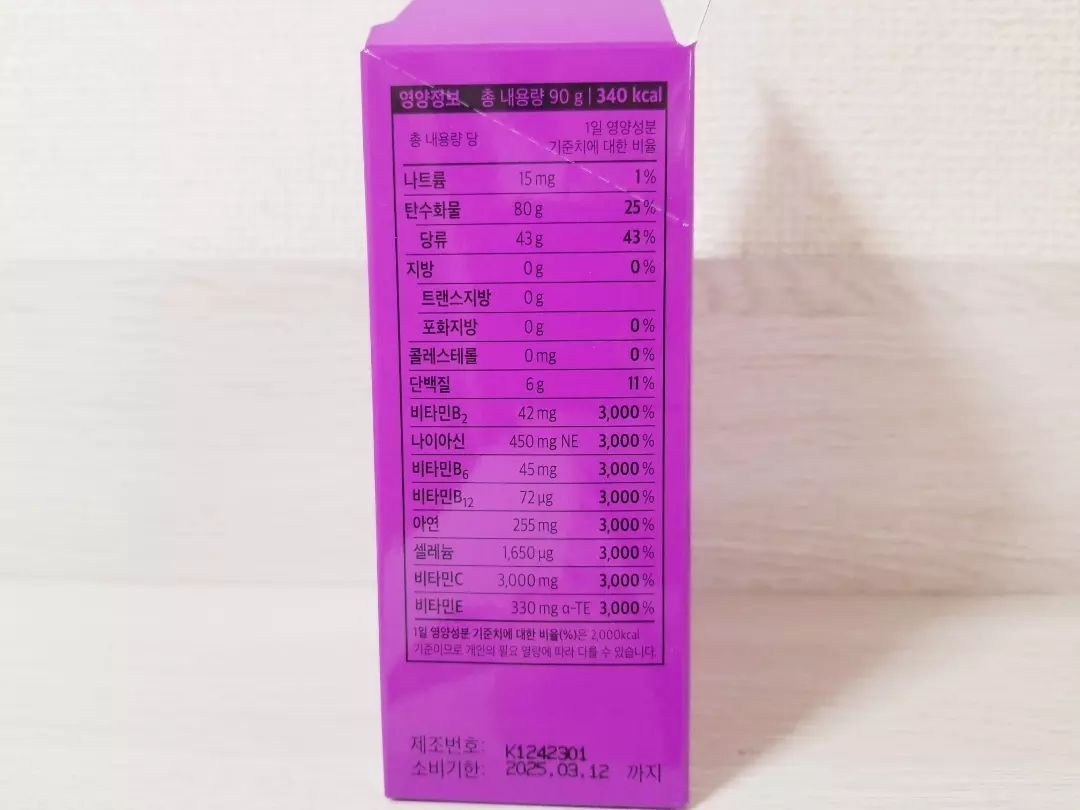 영양정보 총 내용량 90 g | 340 kcal
총 내용량 당 1일 영양성분 기준치에 대한 비율
나트륨 15 mg 1 %
탄수화물 80 g 25 %
당류 43 g 43 %
지방 0 g 0 %
트랜스지방 0 g
포화지방 0 g 0 %
콜레스테롤 0 mg 0 %
단백질 6 g 11 %
비타민B2 42 mg 3,000 %
나이아신 450 mg NE 3,000 %
비타민B6 45 mg 3,000 %
비타민B12 72 µg 3,000 %
아연 255 mg 3,000 %
셀레늄 1,650 µg 3,000 %
비타민C 3,000 mg 3,000 %
비타민E 330 mg α-TE 3,000 %
1일 영양성분 기준치에 대한 비율(%)은 2,000kcal
기준이므로 개인의 필요 열량에 따라 다를 수 있습니다.
제조번호: K1242301
소비기한: 2025.03.12 까지